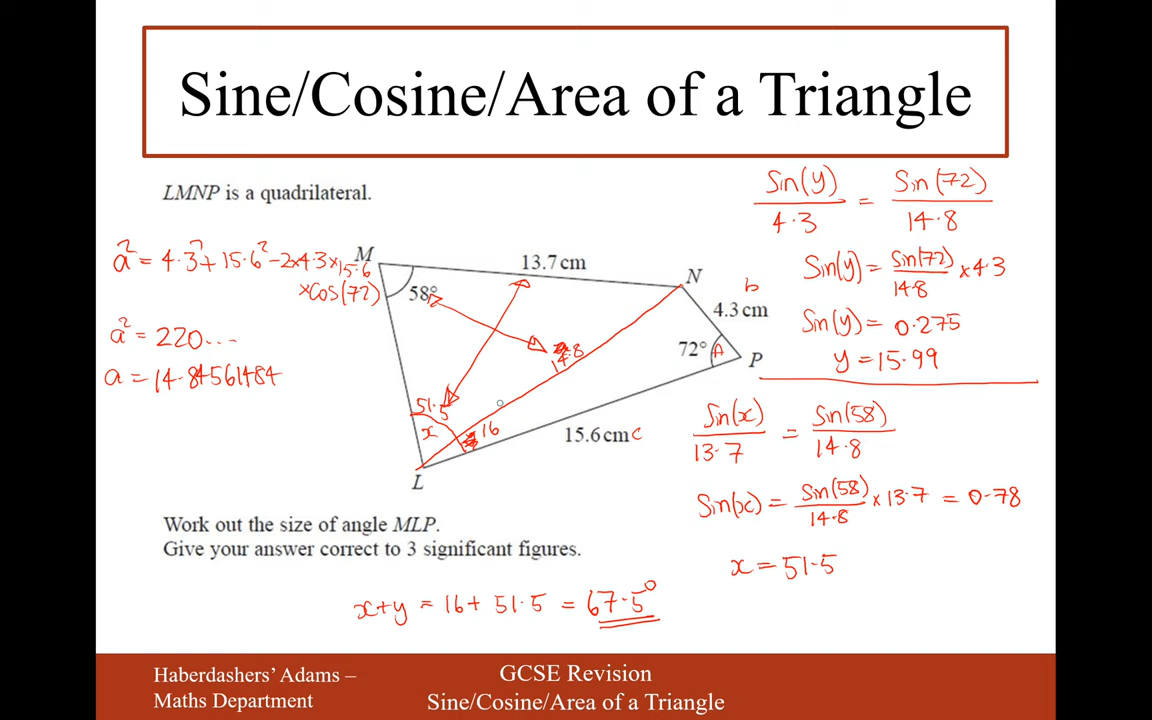 Sine/Cosine/Area of a Triangle
LMNP is a quadrilateral.
a² = 4.3² + 15.6² - 2×4.3×15.6
×cos(72)
a² = 220...
a = 14.84561484
M
13.7 cm
N
58°
b
4.3 cm
72°
A
P
14.8
51.5
x
16
15.6 cm
c
L
Sin(y)/4.3 = Sin(72)/14.8
Sin(y) = Sin(72)/14.8 × 4.3
Sin(y) = 0.275
y = 15.99
Sin(x)/13.7 = Sin(58)/14.8
Sin(x) = Sin(58)/14.8 × 13.7 = 0.78
x = 51.5
Work out the size of angle MLP.
Give your answer correct to 3 significant figures.
x+y = 16 + 51.5 = 67.5°
Haberdashers' Adams –
Maths Department
GCSE Revision
Sine/Cosine/Area of a Triangle